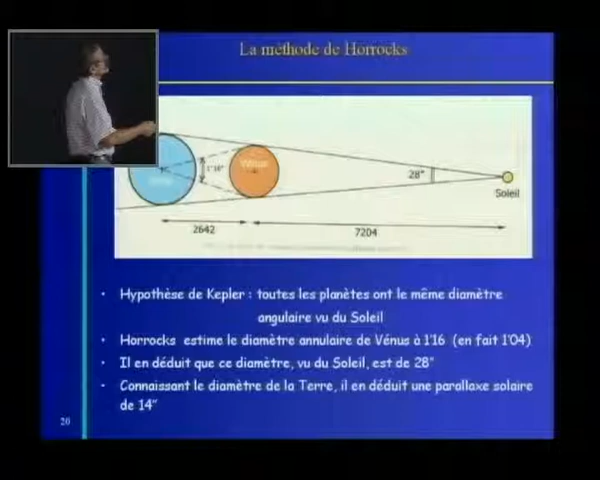 La méthode de Horrocks
1'16"
Vénus
28"
Soleil
2642
7204
• Hypothèse de Kepler : toutes les planètes ont le même diamètre
angulaire vu du Soleil
• Horrocks estime le diamètre annulaire de Vénus à 1'16 (en fait 1'04)
• Il en déduit que ce diamètre, vu du Soleil, est de 28"
• Connaissant le diamètre de la Terre, il en déduit une parallaxe solaire
de 14"
20